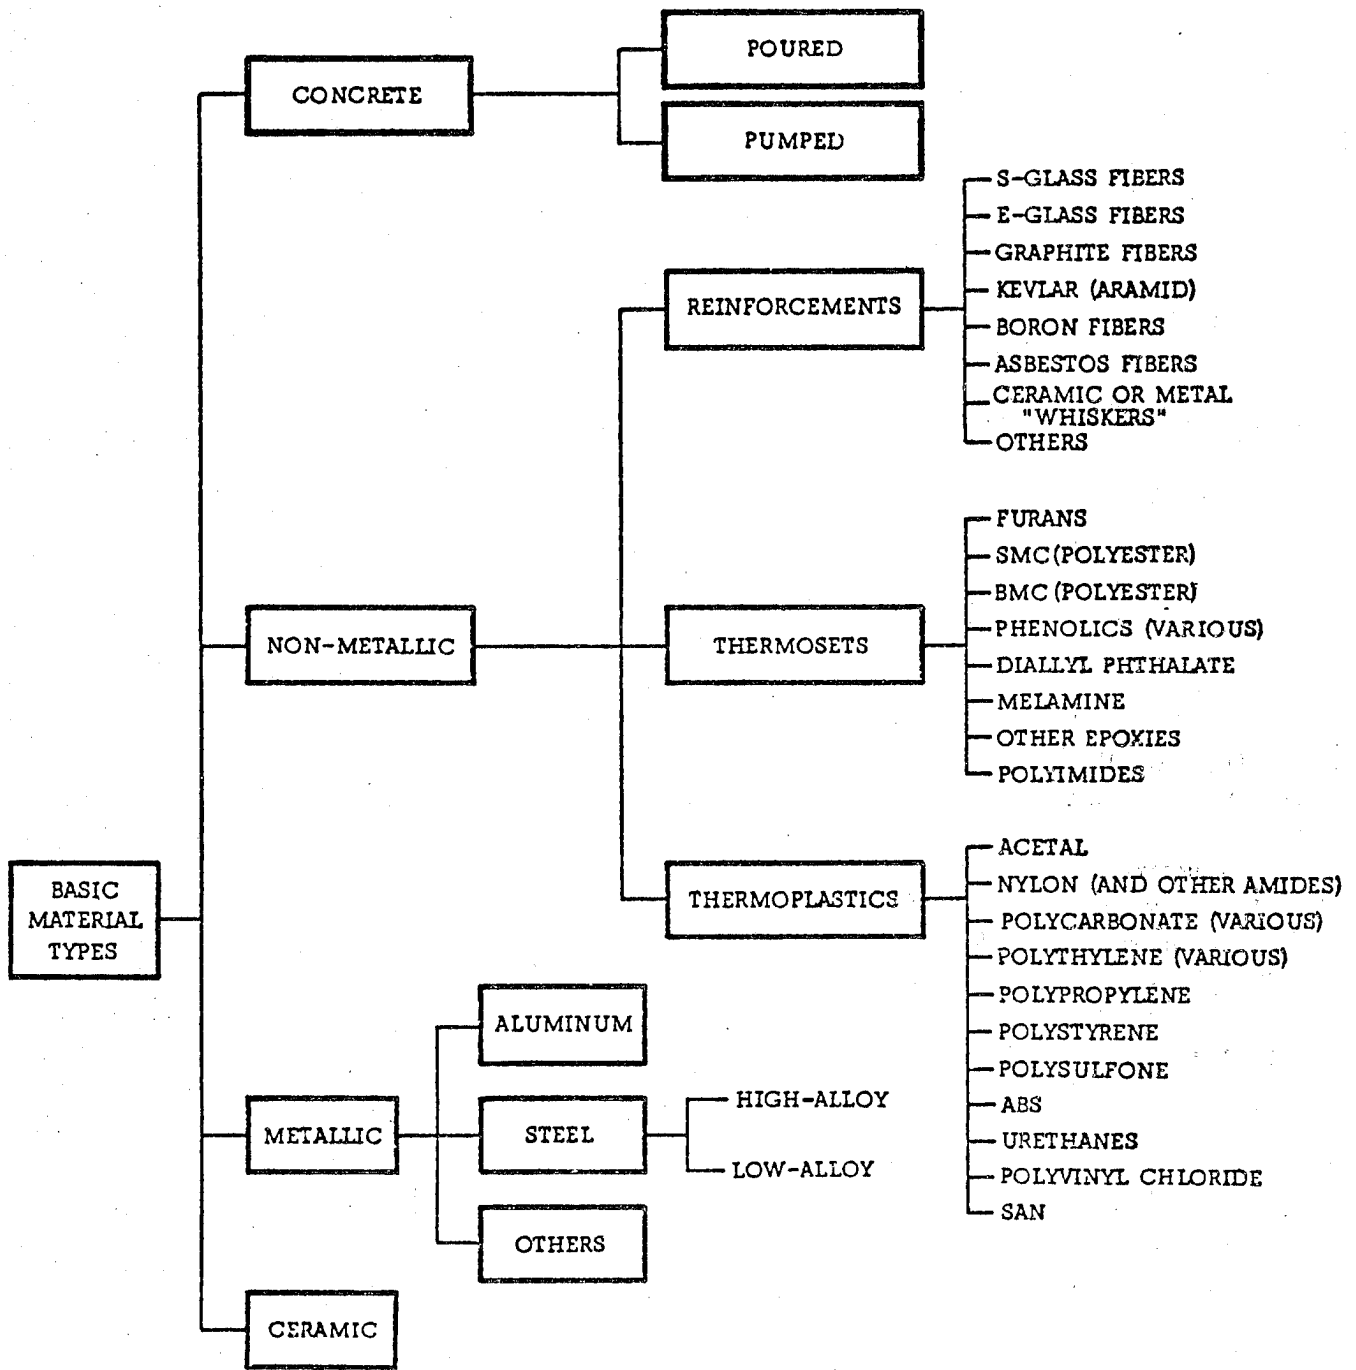 POURED
CONCRETE
PUMPED
S-GLASS FIBERS
E-GLASS FIBERS
GRAPHITE FIBERS
KEVLAR (ARAMID)
REINFORCEMENTS
BORON FIBERS
ASBESTOS FIBERS
CERAMIC OR METAL
"WHISKERS"
OTHERS
FURANS
SMC (POLYESTER)
BMC (POLYESTER)
PHENOLICS (VARIOUS)
NON-METALLIC
THERMOSETS
DIALLYL PHTHALATE
MELAMINE
OTHER EPOXIES
POLYIMIDES
ACETAL
NYLON (AND OTHER AMIDES)
THERMOPLASTICS
POLYCARBONATE (VARIOUS)
POLYTHYLENE (VARIOUS)
POLYPROPYLENE
POLYSTYRENE
POLYSULFONE
ABS
URETHANES
POLYVINYL CHLORIDE
SAN
BASIC
MATERIAL
TYPES
ALUMINUM
METALLIC
STEEL
HIGH-ALLOY
LOW-ALLOY
OTHERS
CERAMIC